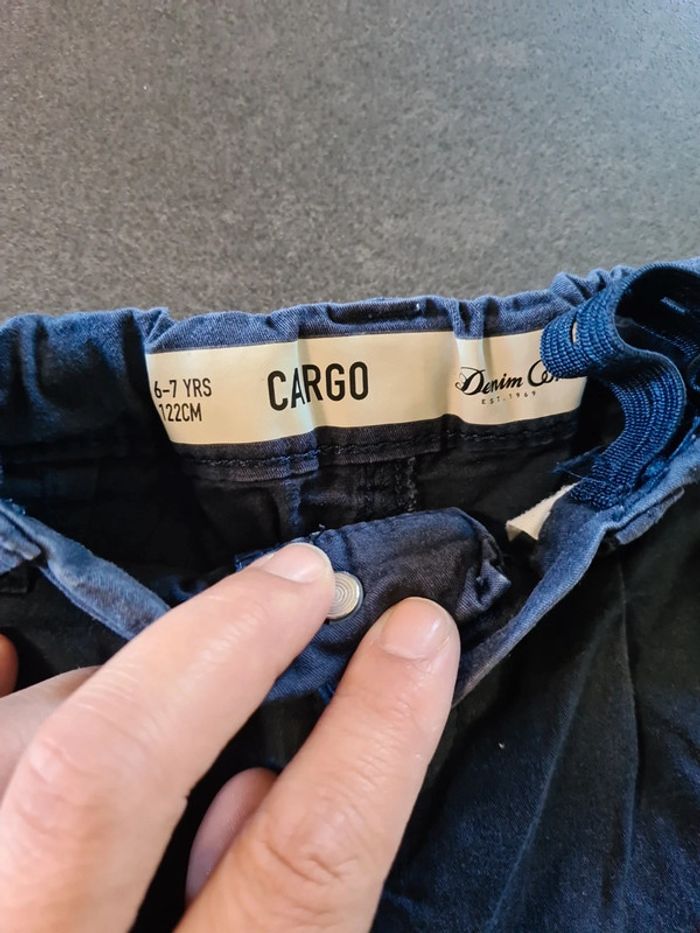 6-7 YRS
122CM
CARGO
Denim
EST. 1969